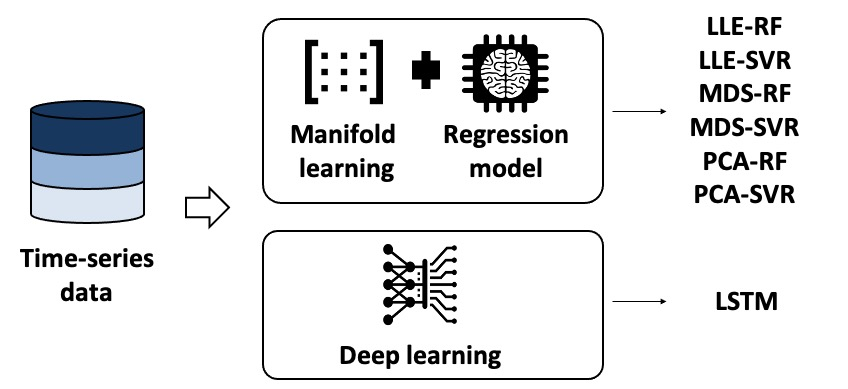 Time-series
data
Manifold
learning
Regression
model
LLE-RF
LLE-SVR
MDS-RF
MDS-SVR
PCA-RF
PCA-SVR
Deep learning
LSTM